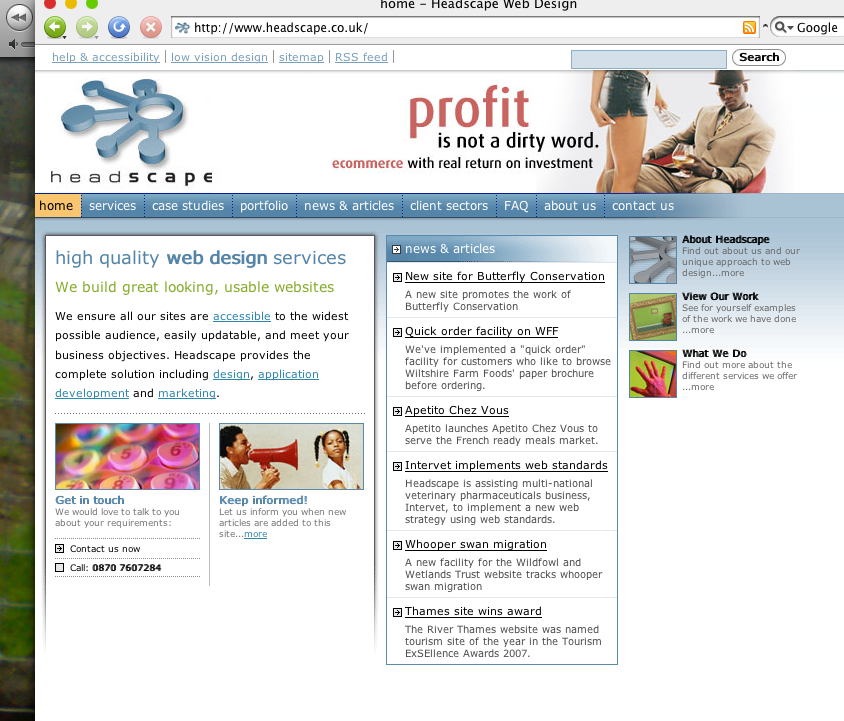 home – Headscape Web Design
http://www.headscape.co.uk/
Google
help & accessibility | low vision design | sitemap | RSS feed |
Search
profit
is not a dirty word.
ecommerce with real return on investment
headscape
home
services
case studies
portfolio
news & articles
client sectors
FAQ
about us
contact us
high quality web design services
We build great looking, usable websites
We ensure all our sites are accessible to the widest
possible audience, easily updatable, and meet your
business objectives. Headscape provides the
complete solution including design, application
development and marketing.
Get in touch
We would love to talk to you
about your requirements:
Contact us now
Call: 0870 7607284
Keep informed!
Let us inform you when new
articles are added to this
site...more
news & articles
New site for Butterfly Conservation
A new site promotes the work of
Butterfly Conservation
Quick order facility on WFF
We've implemented a "quick order"
facility for customers who like to browse
Wiltshire Farm Foods' paper brochure
before ordering.
Apetito Chez Vous
Apetito launches Apetito Chez Vous to
serve the French ready meals market.
Intervet implements web standards
Headscape is assisting multi-national
veterinary pharmaceuticals business,
Intervet, to implement a new web
strategy using web standards.
Whooper swan migration
A new facility for the Wildfowl and
Wetlands Trust website tracks whooper
swan migration
Thames site wins award
The River Thames website was named
tourism site of the year in the Tourism
ExSEllence Awards 2007.
About Headscape
Find out about us and our
unique approach to web
design...more
View Our Work
See for yourself examples
of the work we have done
...more
What We Do
Find out more about the
different services we offer
...more